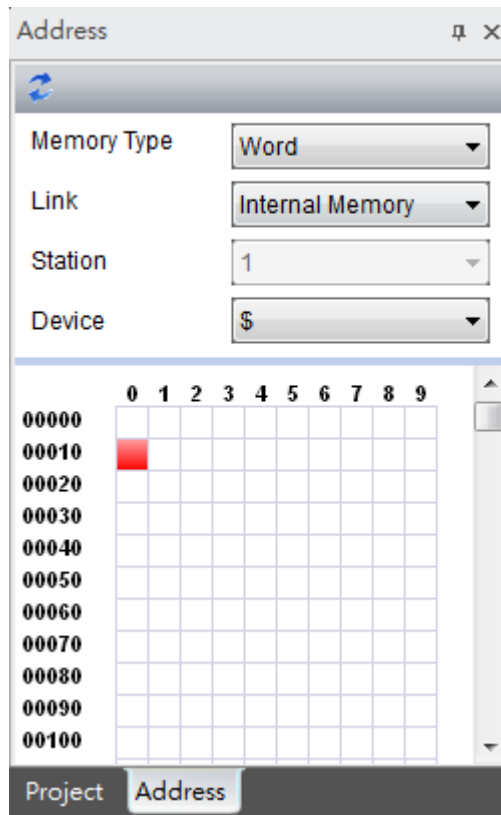 Address
Memory Type Word
Link Internal Memory
Station 1
Device $
0 1 2 3 4 5 6 7 8 9
00000
00010
00020
00030
00040
00050
00060
00070
00080
00090
00100
Project Address